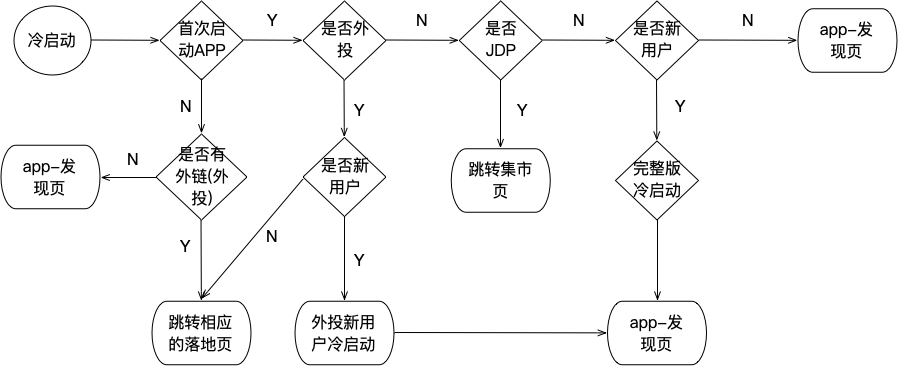 冷启动
首次启
动APP
Y
是否外
投
N
是否
JDP
N
是否新
用户
N
app-发
现页
N
Y
Y
Y
app-发
现页
N
是否有
外链(外
投)
是否新
用户
跳转集市
页
完整版
冷启动
Y
N
Y
跳转相应
的落地页
外投新用
户冷启动
app-发
现页